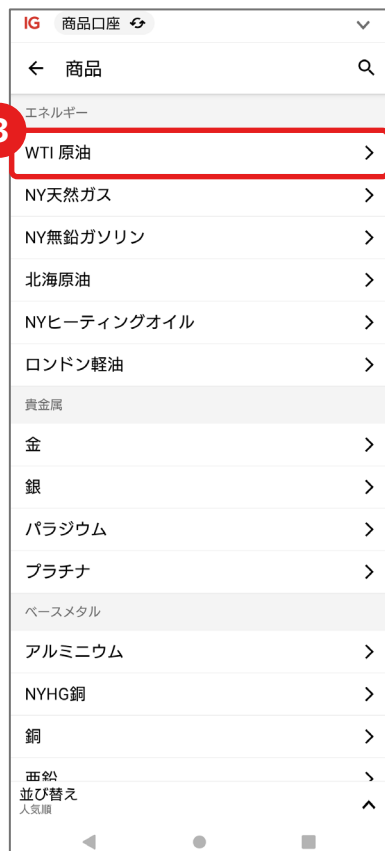 IG 商品口座
商品
エネルギー
3
WTI 原油
NY天然ガス
NY無鉛ガソリン
北海原油
NYヒーティングオイル
ロンドン軽油
貴金属
金
銀
パラジウム
プラチナ
ベースメタル
アルミニウム
NYHG銅
銅
亜鉛
並び替え
人気順